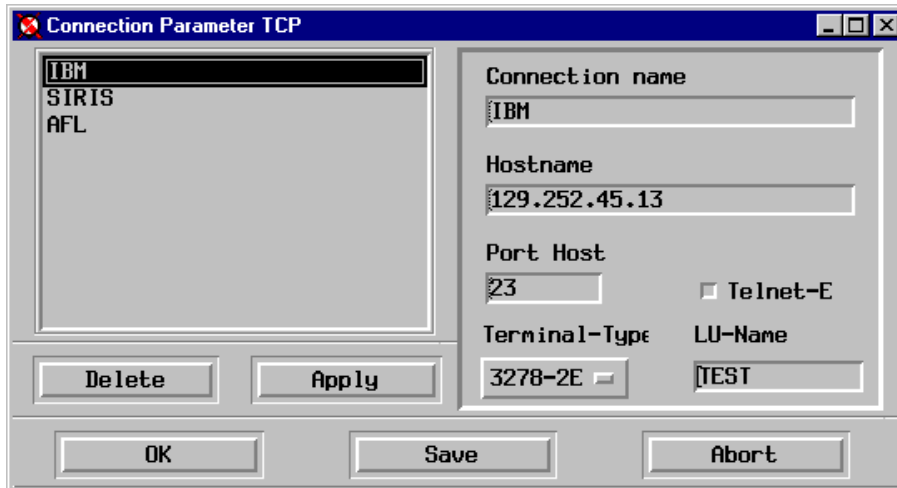 Connection Parameter TCP
IBM
SIRIS
AFL
Connection name
IBM
Hostname
129.252.45.13
Port Host
23
Telnet-E
Terminal-Type
LU-Name
3278-2E
TEST
Delete
Apply
OK
Save
Abort